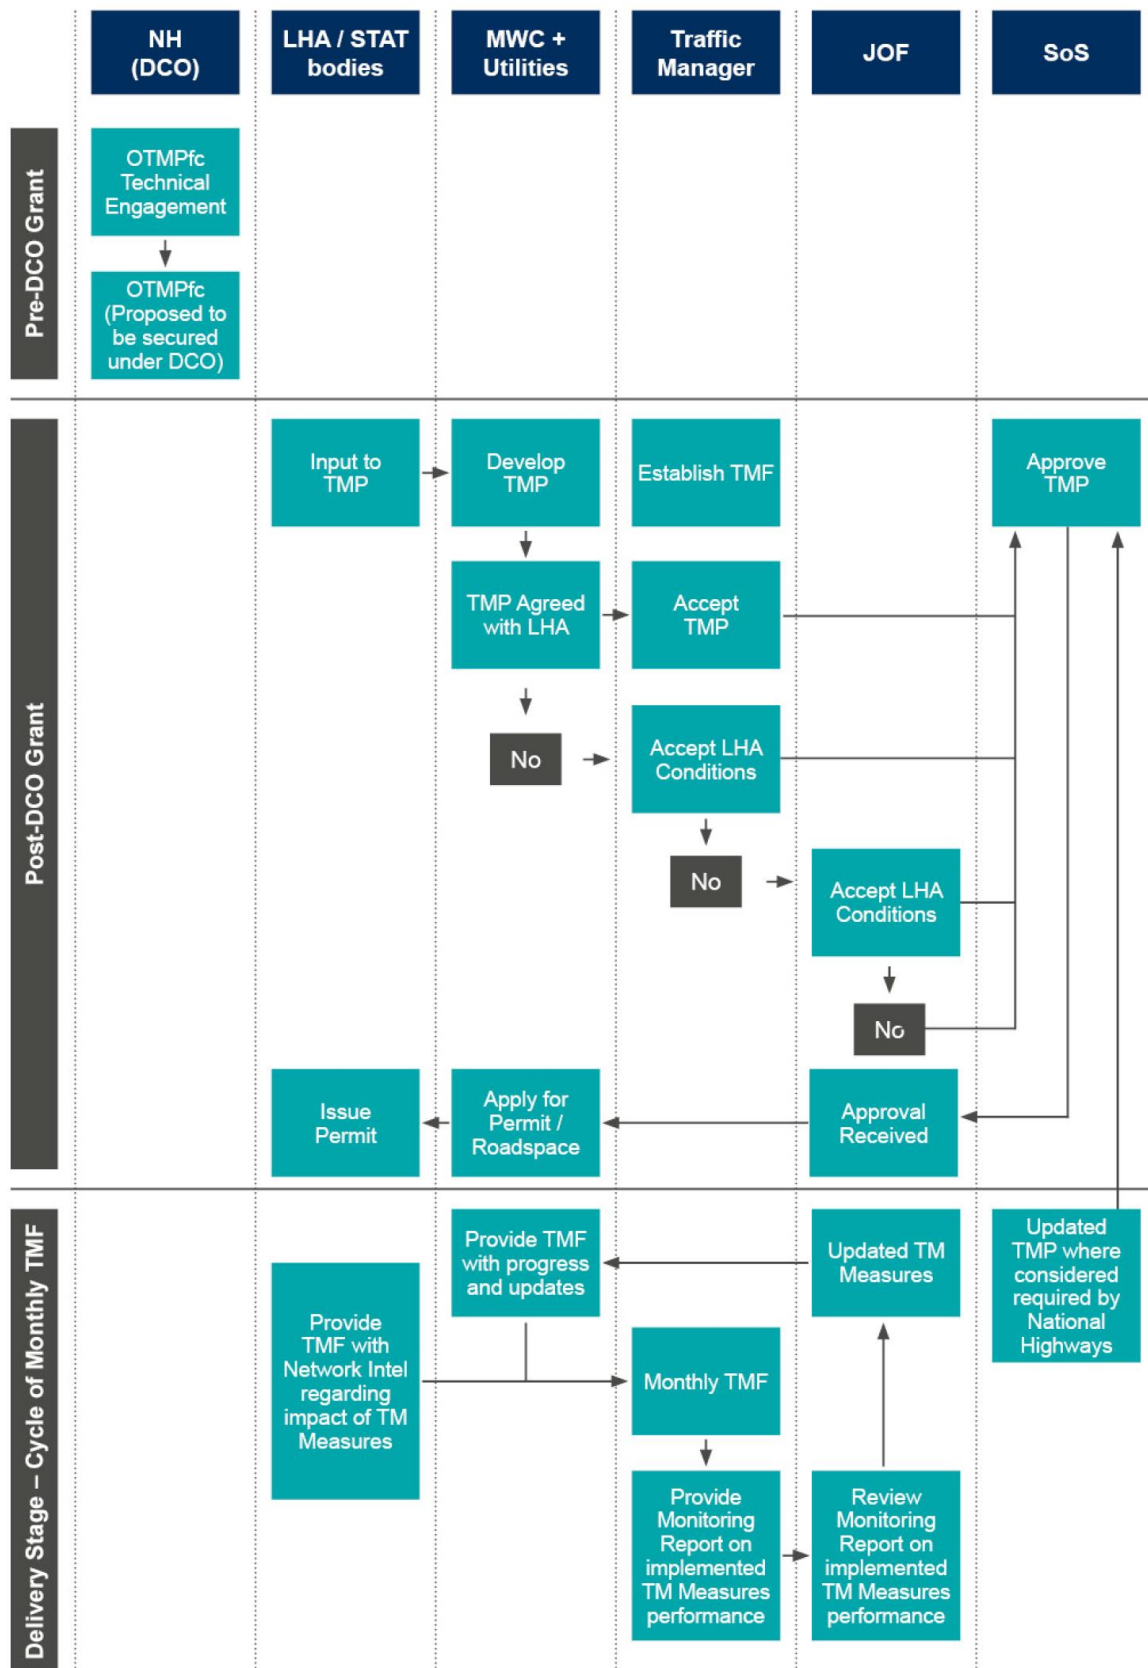 NH
(DCO)
LHA / STAT
bodies
MWC +
Utilities
Traffic
Manager
JOF
SoS
Pre-DCO Grant
OTMPfc
Technical
Engagement
OTMPfc
(Proposed to
be secured
under DCO)
Post-DCO Grant
Input to
TMP
Develop
TMP
Establish TMF
Approve
TMP
TMP Agreed
with LHA
Accept
TMP
No
Accept LHA
Conditions
No
Accept LHA
Conditions
No
Issue
Permit
Apply for
Permit /
Roadspace
Approval
Received
Delivery Stage – Cycle of Monthly TMF
Provide TMF
with progress
and updates
Updated TM
Measures
Updated
TMP where
considered
required by
National
Highways
Provide
TMF with
Network Intel
regarding
impact of TM
Measures
Monthly TMF
Provide
Monitoring
Report on
implemented
TM Measures
performance
Review
Monitoring
Report on
implemented
TM Measures
performance